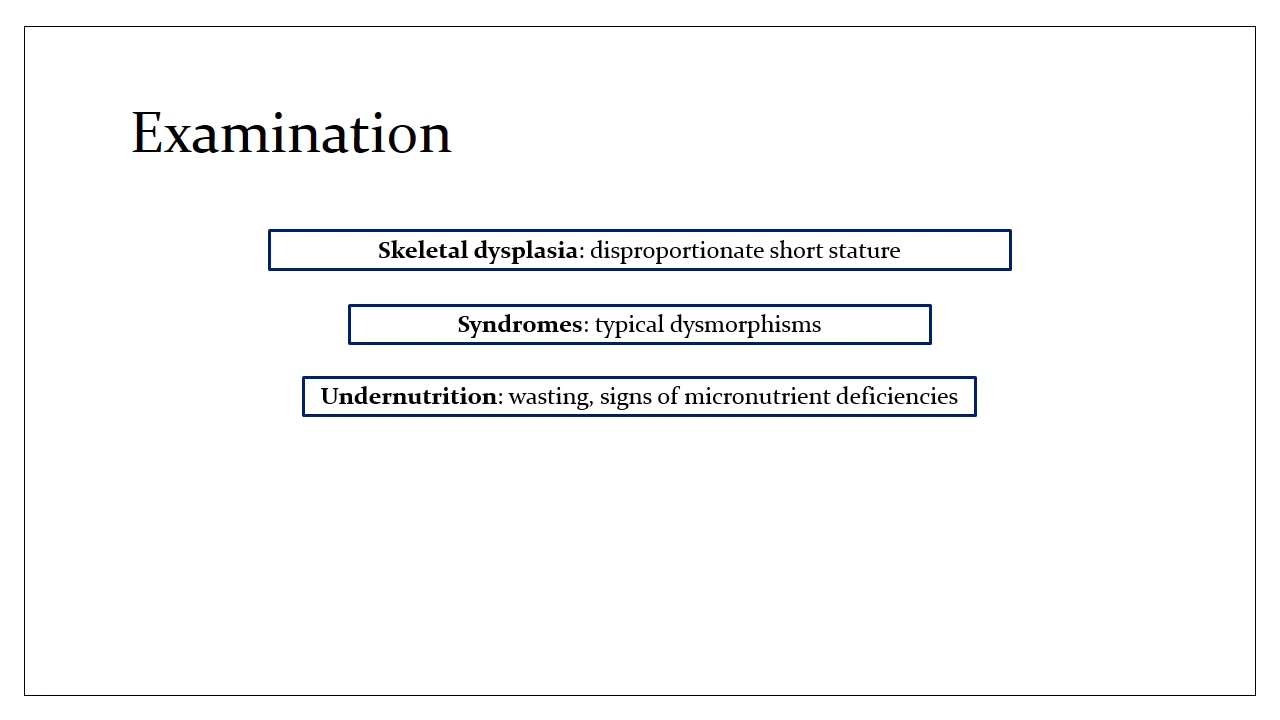 Examination
Skeletal dysplasia: disproportionate short stature
Syndromes: typical dysmorphisms
Undernutrition: wasting, signs of micronutrient deficiencies